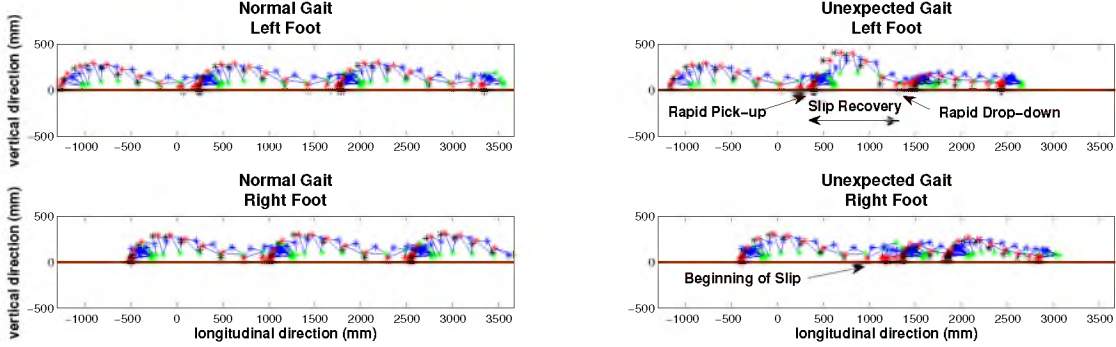 Normal Gait
Left Foot
vertical direction (mm)
500
0
−500
−1000 −500 0 500 1000 1500 2000 2500 3000 3500
Unexpected Gait
Left Foot
500
0
−500
Rapid Pick−up
Slip Recovery
Rapid Drop−down
−1000 −500 0 500 1000 1500 2000 2500 3000 3500
Normal Gait
Right Foot
vertical direction (mm)
500
0
−500
−1000 −500 0 500 1000 1500 2000 2500 3000 3500
longitudinal direction (mm)
Unexpected Gait
Right Foot
500
0
−500
Beginning of Slip
−1000 −500 0 500 1000 1500 2000 2500 3000 3500
longitudinal direction (mm)